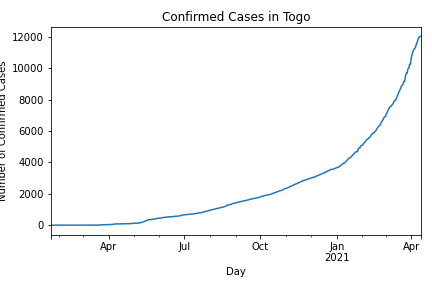 Confirmed Cases in Togo
Number of Confirmed Cases
12000
10000
8000
6000
4000
2000
0
Apr
Jul
Oct
Jan
2021
Apr
Day